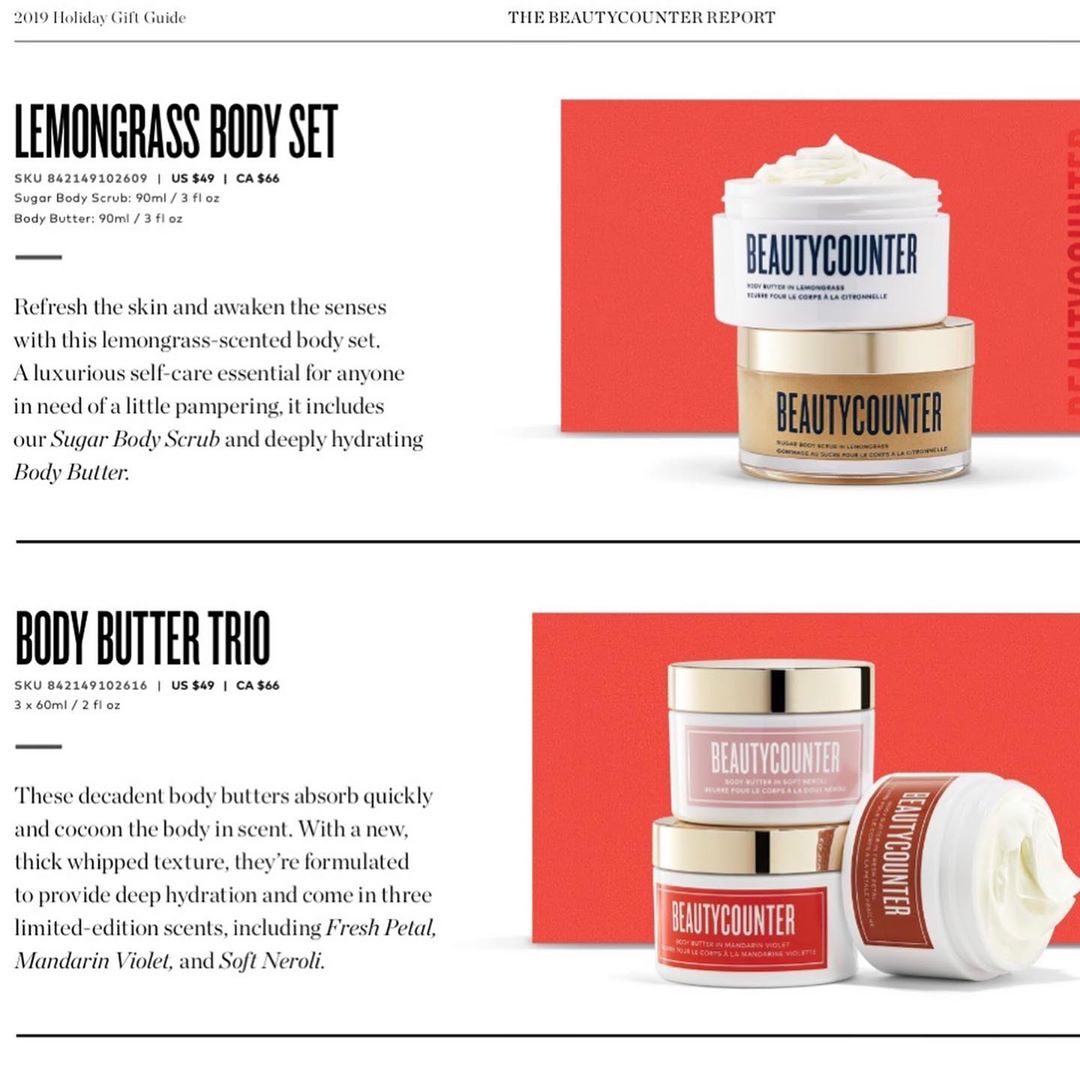 2019 Holiday Gift Guide
THE BEAUTYCOUNTER REPORT
LEMONGRASS BODY SET
SKU 842149102609 | US $49 | CA $66
Sugar Body Scrub: 90ml / 3 fl oz
Body Butter: 90ml / 3 fl oz
Refresh the skin and awaken the senses
with this lemongrass-scented body set.
A luxurious self-care essential for anyone
in need of a little pampering, it includes
our Sugar Body Scrub and deeply hydrating
Body Butter.
BEAUTYCOUNTER
BODY BUTTER IN LEMONGRASS
BEURRE POUR LE CORPS À LA CITRONNELLE
BEAUTYCOUNTER
SUGAR BODY SCRUB IN LEMONGRASS
GOMMAGE AU SUCRE POUR LE CORPS À LA CITRONNELLE
BEAUTYCOUNTER
BODY BUTTER TRIO
SKU 842149102616 | US $49 | CA $66
3 x 60ml / 2 fl oz
These decadent body butters absorb quickly
and cocoon the body in scent. With a new,
thick whipped texture, they're formulated
to provide deep hydration and come in three
limited-edition scents, including Fresh Petal,
Mandarin Violet, and Soft Neroli.
BEAUTYCOUNTER
BODY BUTTER IN SOFT NEROLI
BEURRE POUR LE CORPS À LA DOUX NÉROLI
BEAUTYCOUNTER
BODY BUTTER IN MANDARIN VIOLET
BEURRE POUR LE CORPS À LA MANDARINE VIOLETTE
BEAUTYCOUNTER
BODY BUTTER IN FRESH PETAL